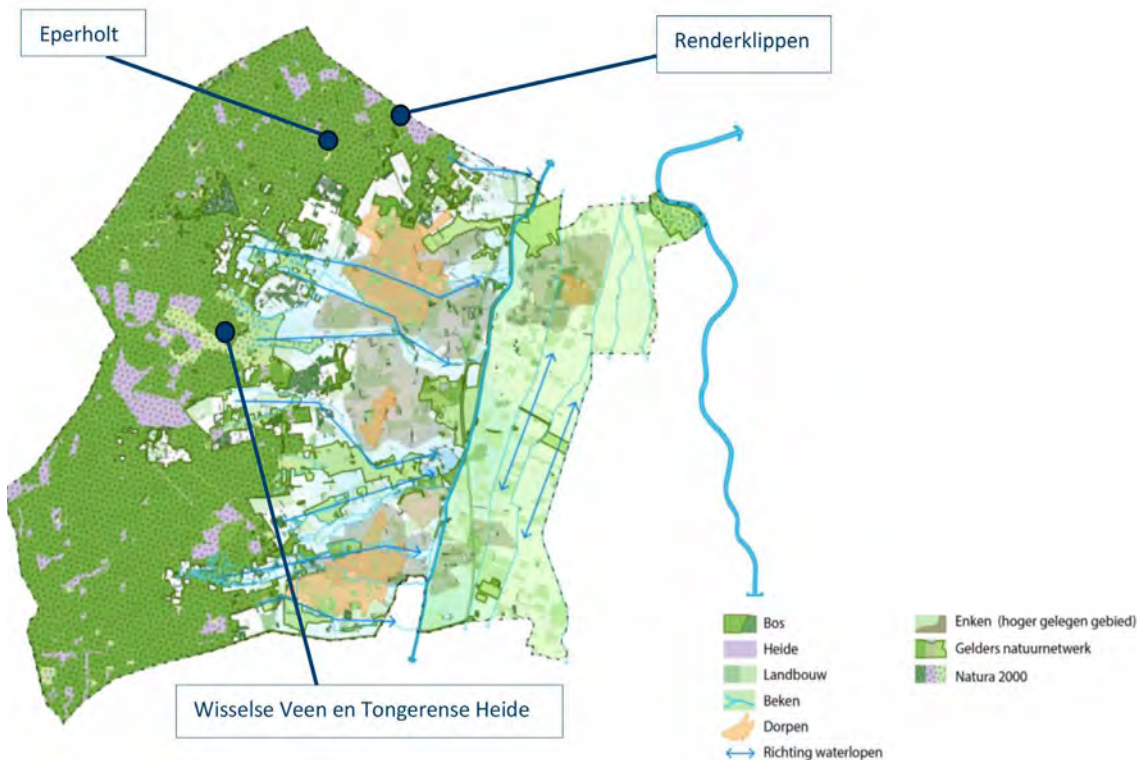 Eperholt
Renderklippen
Wisselse Veen en Tongerense Heide
Bos
Heide
Landbouw
Beken
Dorpen
Richting waterlopen
Enken (hoger gelegen gebied)
Gelders natuurnetwerk
Natura 2000